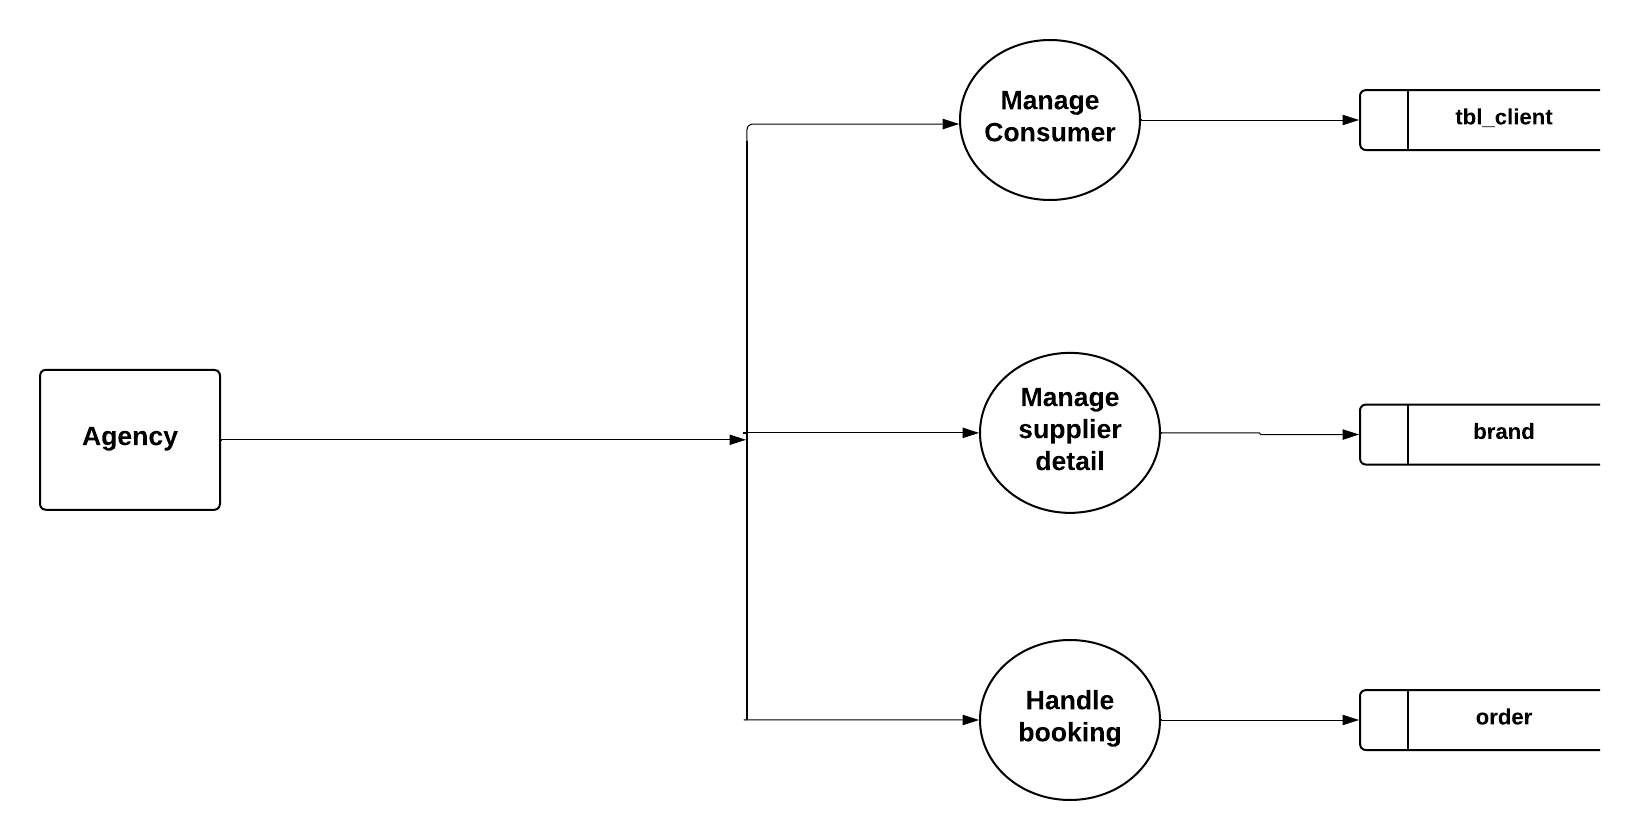 Manage
Consumer
tbl_client
Agency
Manage
supplier
detail
brand
Handle
booking
order